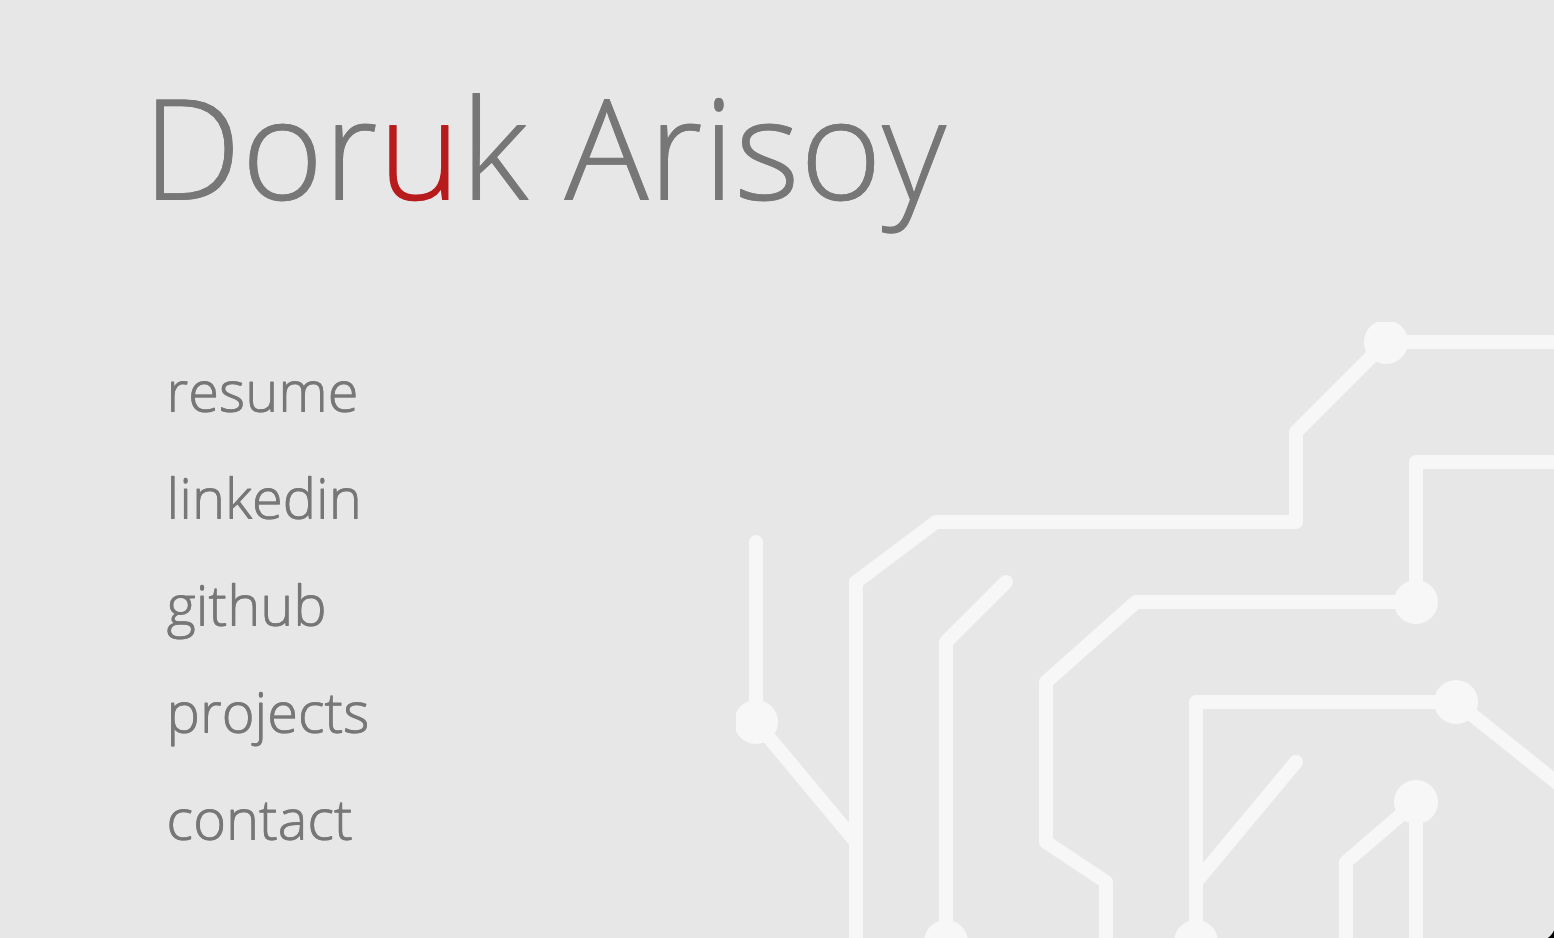 Doruk Arisoy
resume
linkedin
github
projects
contact